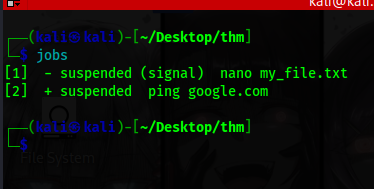 kali@kali:
┌──(kali㉿kali)-[~/Desktop/thm]
└─$ jobs
[1]  - suspended (signal)  nano my_file.txt
[2]  + suspended  ping google.com
┌──(kali㉿kali)-[~/Desktop/thm]
└─$
File System